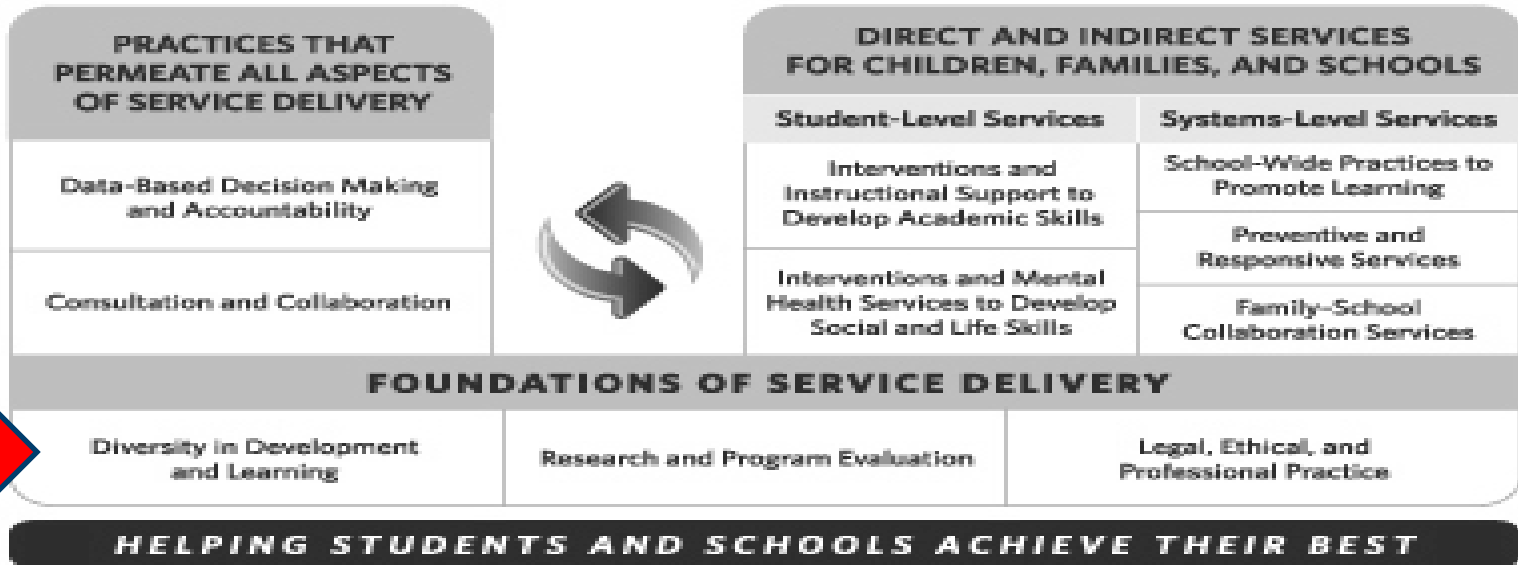 PRACTICES THAT
PERMEATE ALL ASPECTS
OF SERVICE DELIVERY
Data-Based Decision Making
and Accountability
Consultation and Collaboration
DIRECT AND INDIRECT SERVICES
FOR CHILDREN, FAMILIES, AND SCHOOLS
Student-Level Services
Interventions and
Instructional Support to
Develop Academic Skills
Interventions and Mental
Health Services to Develop
Social and Life Skills
Systems-Level Services
School-Wide Practices to
Promote Learning
Preventive and
Responsive Services
Family–School
Collaboration Services
FOUNDATIONS OF SERVICE DELIVERY
Diversity in Development
and Learning
Research and Program Evaluation
Legal, Ethical, and
Professional Practice
HELPING STUDENTS AND SCHOOLS ACHIEVE THEIR BEST